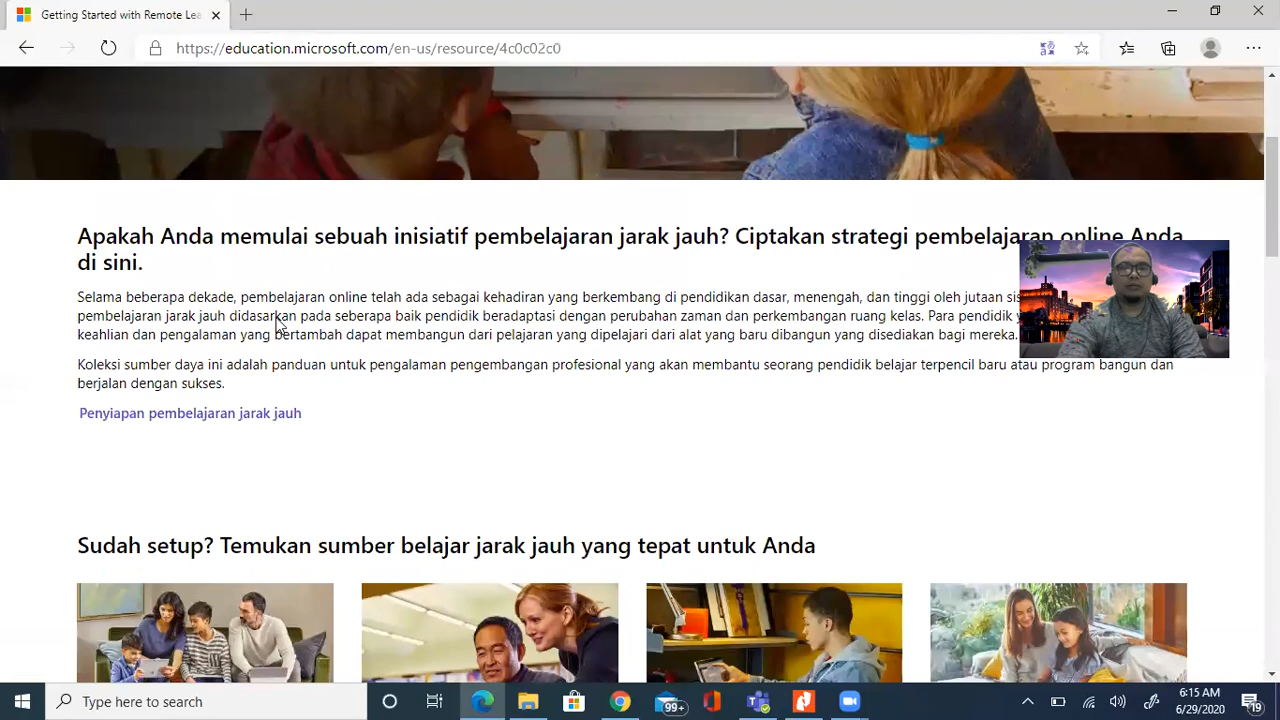 Getting Started with Remote Lea
https://education.microsoft.com/en-us/resource/4c0c02c0
Apakah Anda memulai sebuah inisiatif pembelajaran jarak jauh? Ciptakan strategi pembelajaran online Anda
di sini.
Selama beberapa dekade, pembelajaran online telah ada sebagai kehadiran yang berkembang di pendidikan dasar, menengah, dan tinggi oleh jutaan
pembelajaran jarak jauh didasarkan pada seberapa baik pendidik beradaptasi dengan perubahan zaman dan perkembangan ruang kelas. Para pendidik
keahlian dan pengalaman yang bertambah dapat membangun dari pelajaran yang dipelajari dari alat yang baru dibangun yang disediakan bagi mereka.
Koleksi sumber daya ini adalah panduan untuk pengalaman pengembangan profesional yang akan membantu seorang pendidik belajar terpencil baru atau program bangun dan
berjalan dengan sukses.
Penyiapan pembelajaran jarak jauh
Sudah setup? Temukan sumber belajar jarak jauh yang tepat untuk Anda
Type here to search
99+
6:15 AM
6/29/2020
19